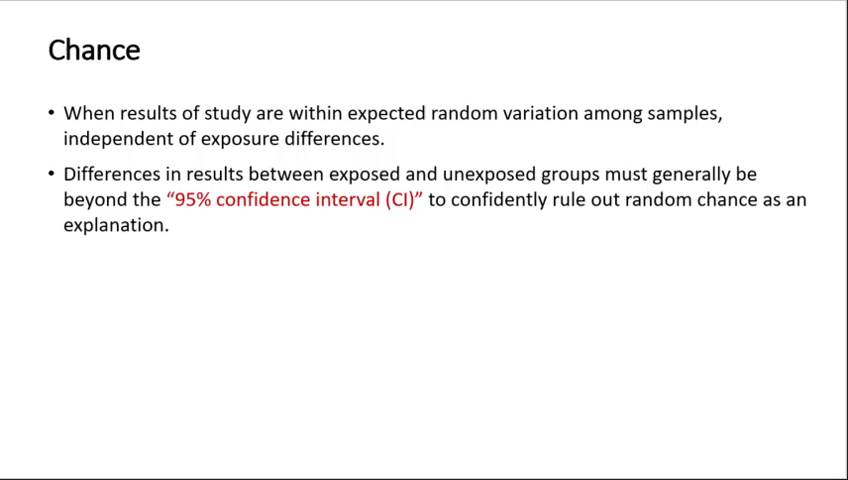 Chance
• When results of study are within expected random variation among samples,
independent of exposure differences.
• Differences in results between exposed and unexposed groups must generally be
beyond the “95% confidence interval (CI)” to confidently rule out random chance as an
explanation.